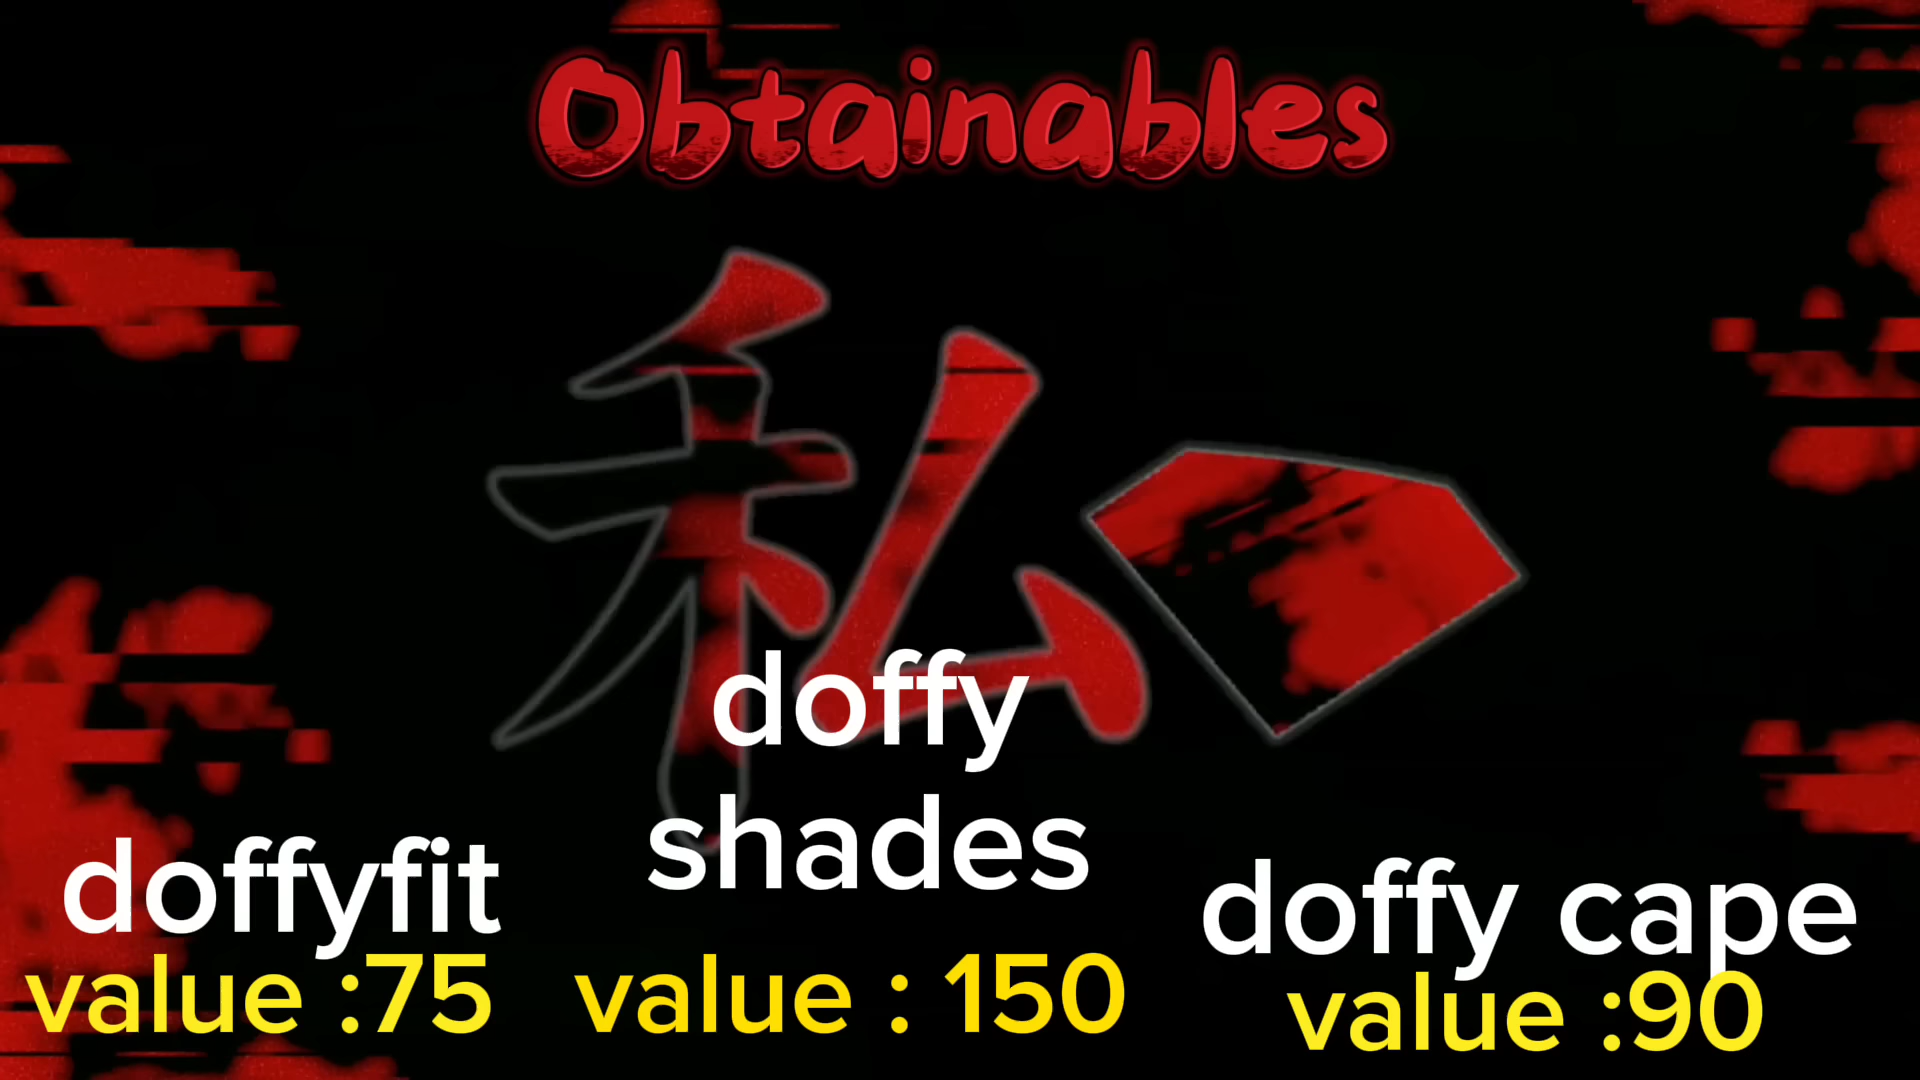 Obtainables
私
doffy
shades
doffyfit
doffy cape
value :75
value : 150
value :90